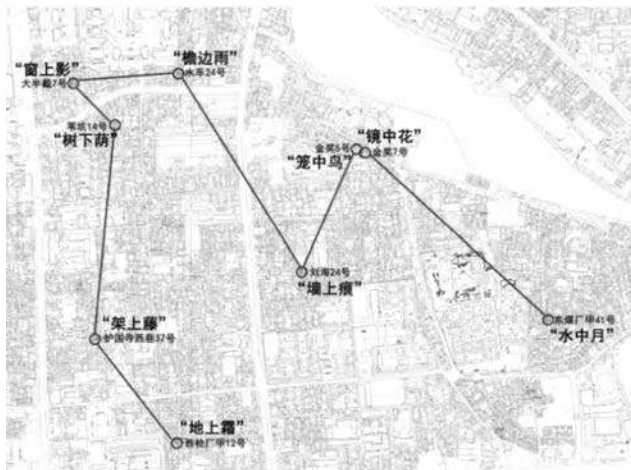 “檐边雨”
水车24号
“窗上影”
大半截7号
苇坑14号
“树下荫”
“镜中花”
金奖5号
金奖7号
“笼中鸟”
刘海24号
“墙上痕”
东煤厂甲41号
“水中月”
“架上藤”
护国寺西巷37号
“地上霜”
枪厂甲12号